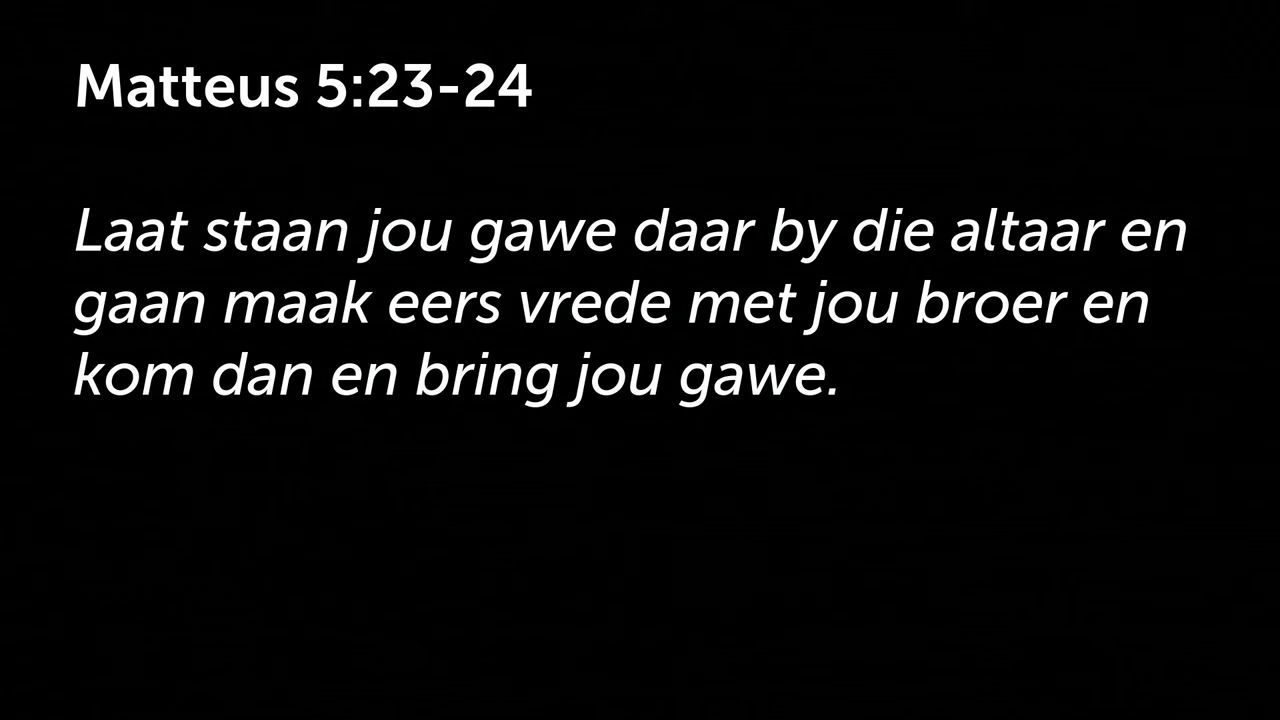 Matteus 5:23-24
Laat staan jou gawe daar by die altaar en
gaan maak eers vrede met jou broer en
kom dan en bring jou gawe.